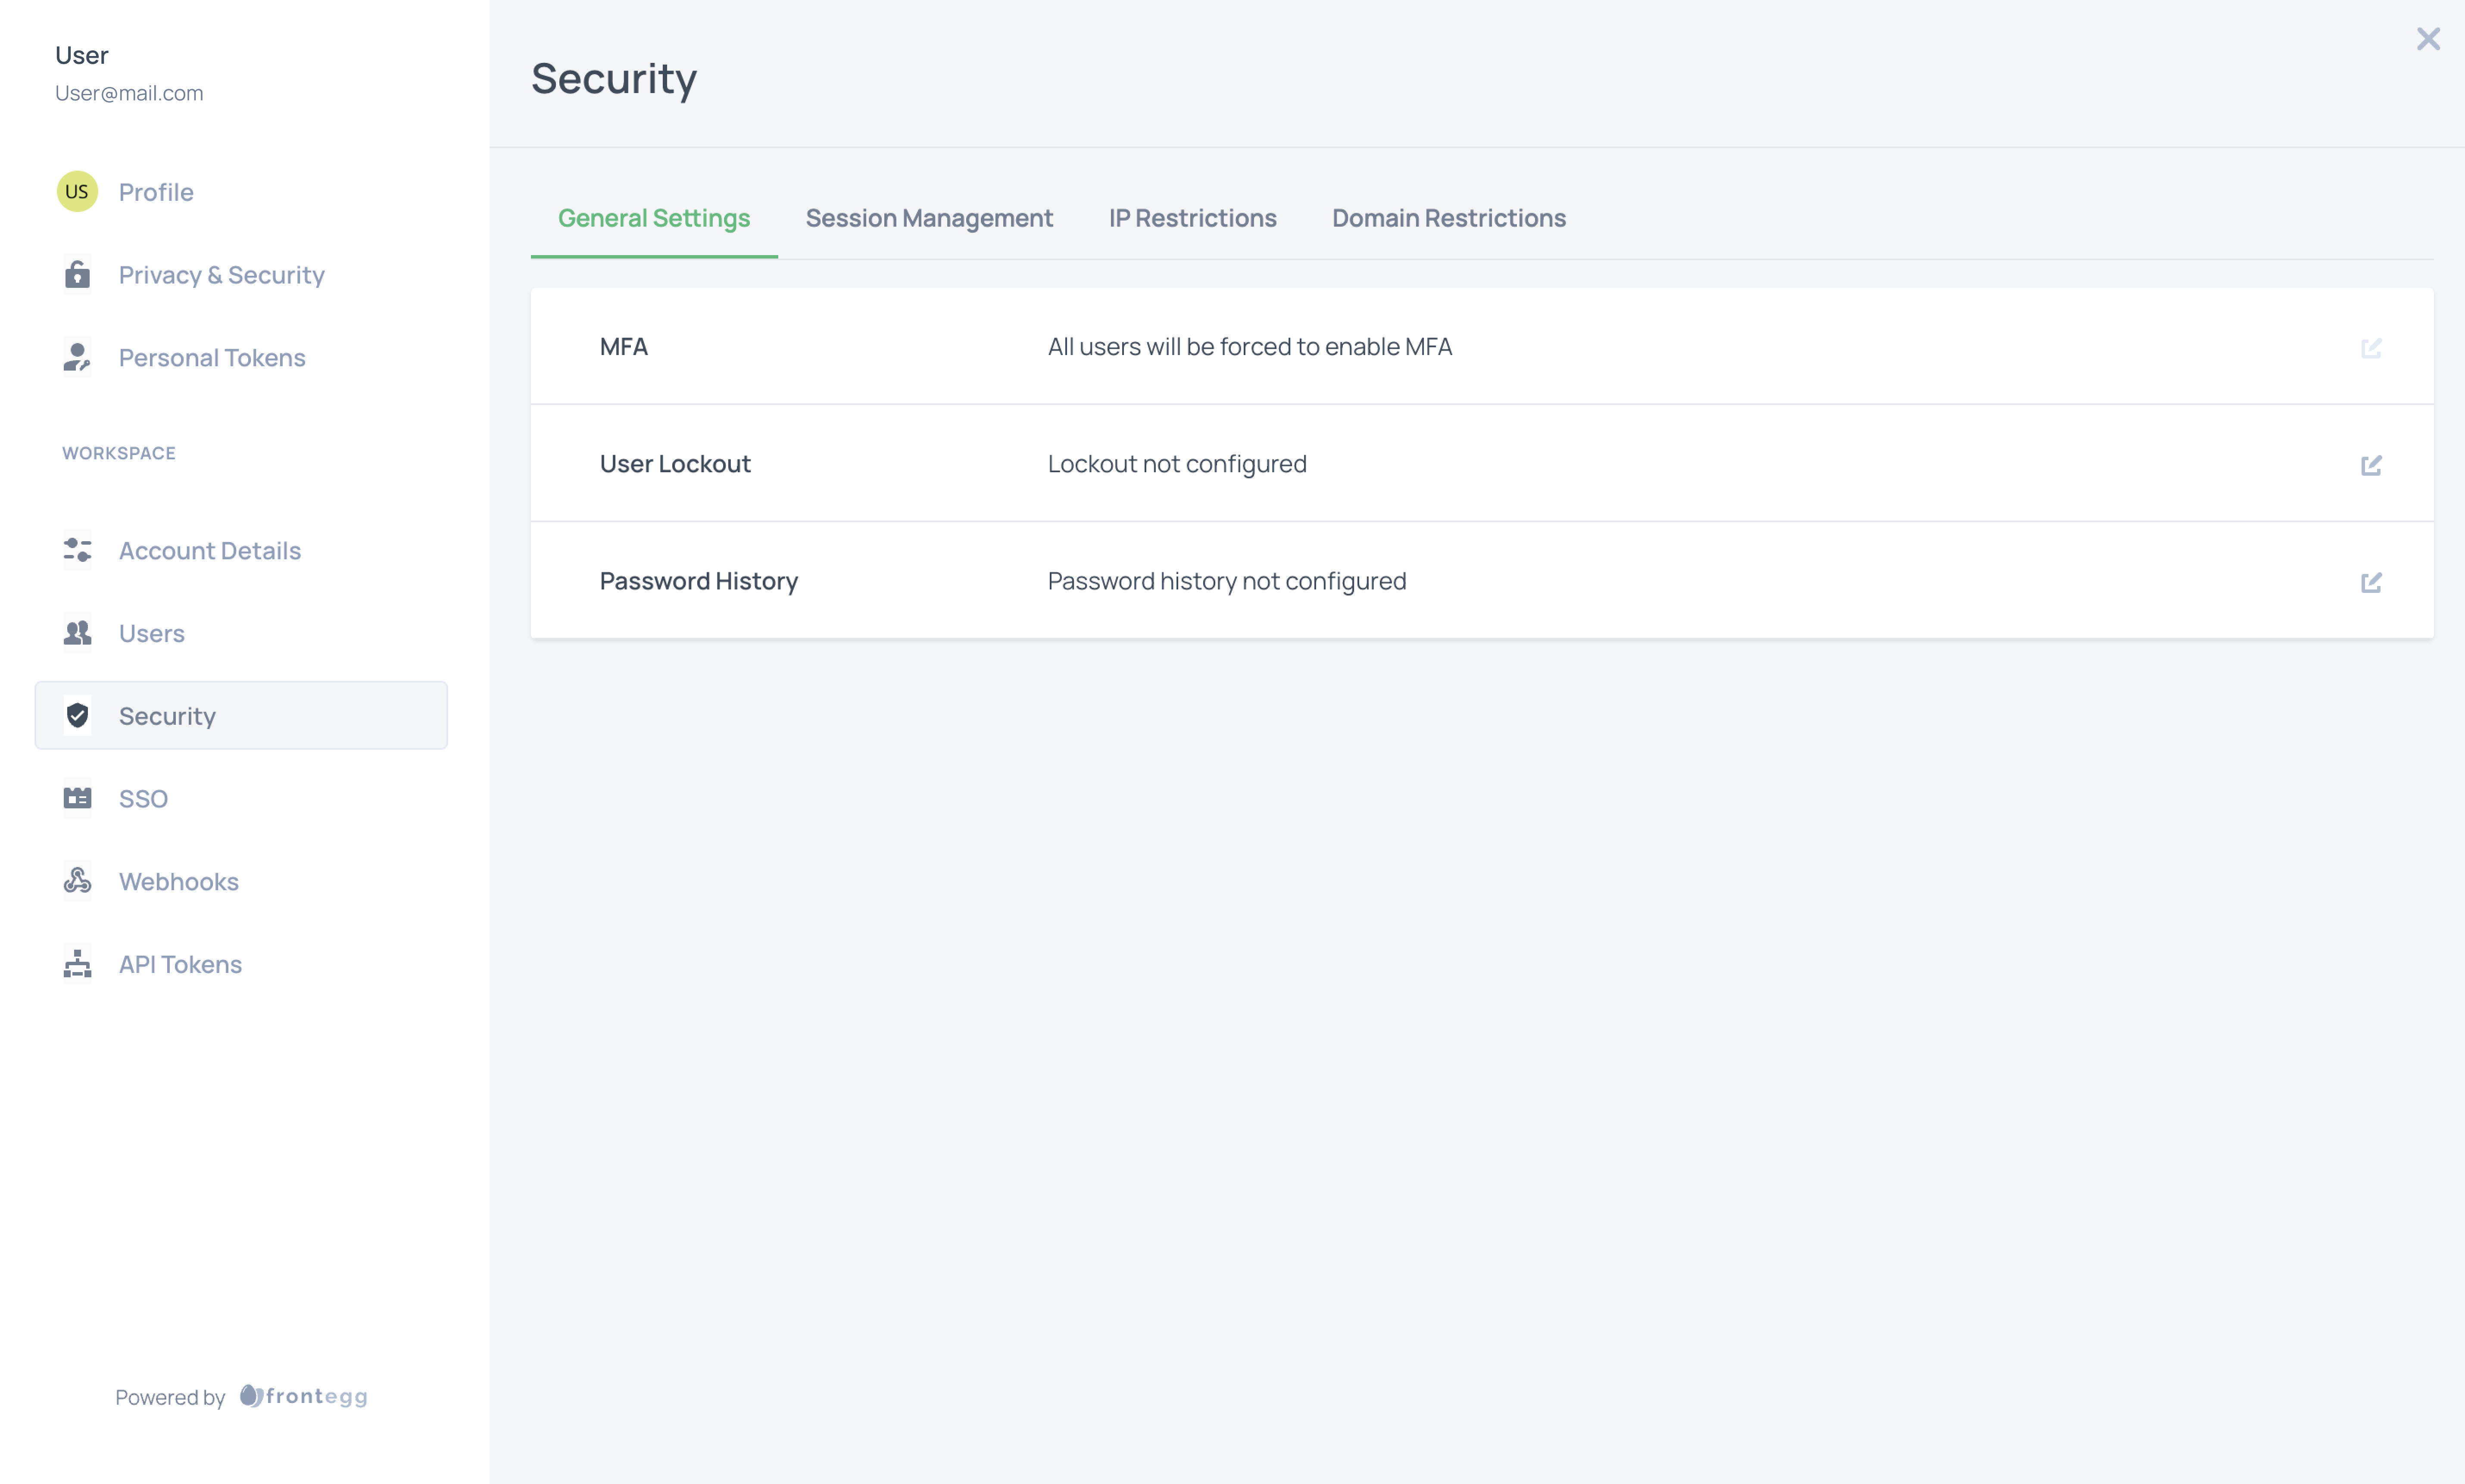 User
User@mail.com
US Profile
Privacy & Security
Personal Tokens
WORKSPACE
Account Details
Users
Security
SSO
Webhooks
API Tokens
Powered by frontegg
Security
General Settings Session Management IP Restrictions Domain Restrictions
MFA All users will be forced to enable MFA
User Lockout Lockout not configured
Password History Password history not configured